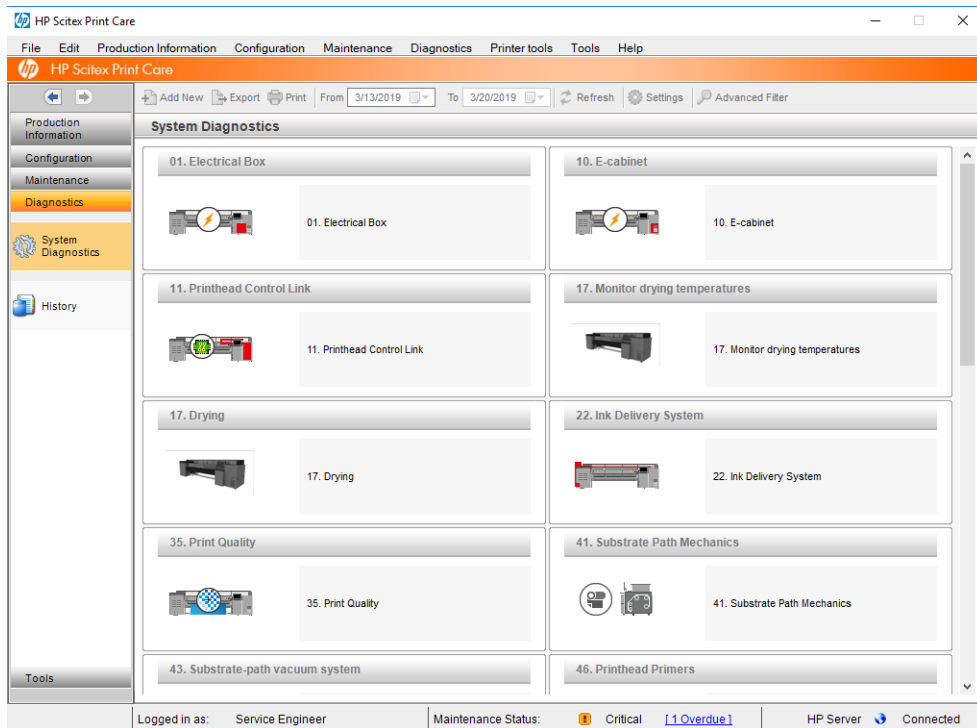 hp HP Scitex Print Care
File Edit Production Information Configuration Maintenance Diagnostics Printer tools Tools Help
hp HP Scitex Print Care
Add New Export Print From 3/13/2019 To 3/20/2019 Refresh Settings Advanced Filter
Production
Information
Configuration
Maintenance
Diagnostics
System
Diagnostics
History
Tools
System Diagnostics
01. Electrical Box
01. Electrical Box
10. E-cabinet
10. E-cabinet
11. Printhead Control Link
11. Printhead Control Link
17. Monitor drying temperatures
17. Monitor drying temperatures
17. Drying
17. Drying
22. Ink Delivery System
22. Ink Delivery System
35. Print Quality
35. Print Quality
41. Substrate Path Mechanics
41. Substrate Path Mechanics
43. Substrate-path vacuum system
46. Printhead Primers
Logged in as: Service Engineer Maintenance Status: Critical [ 1 Overdue ] HP Server Connected